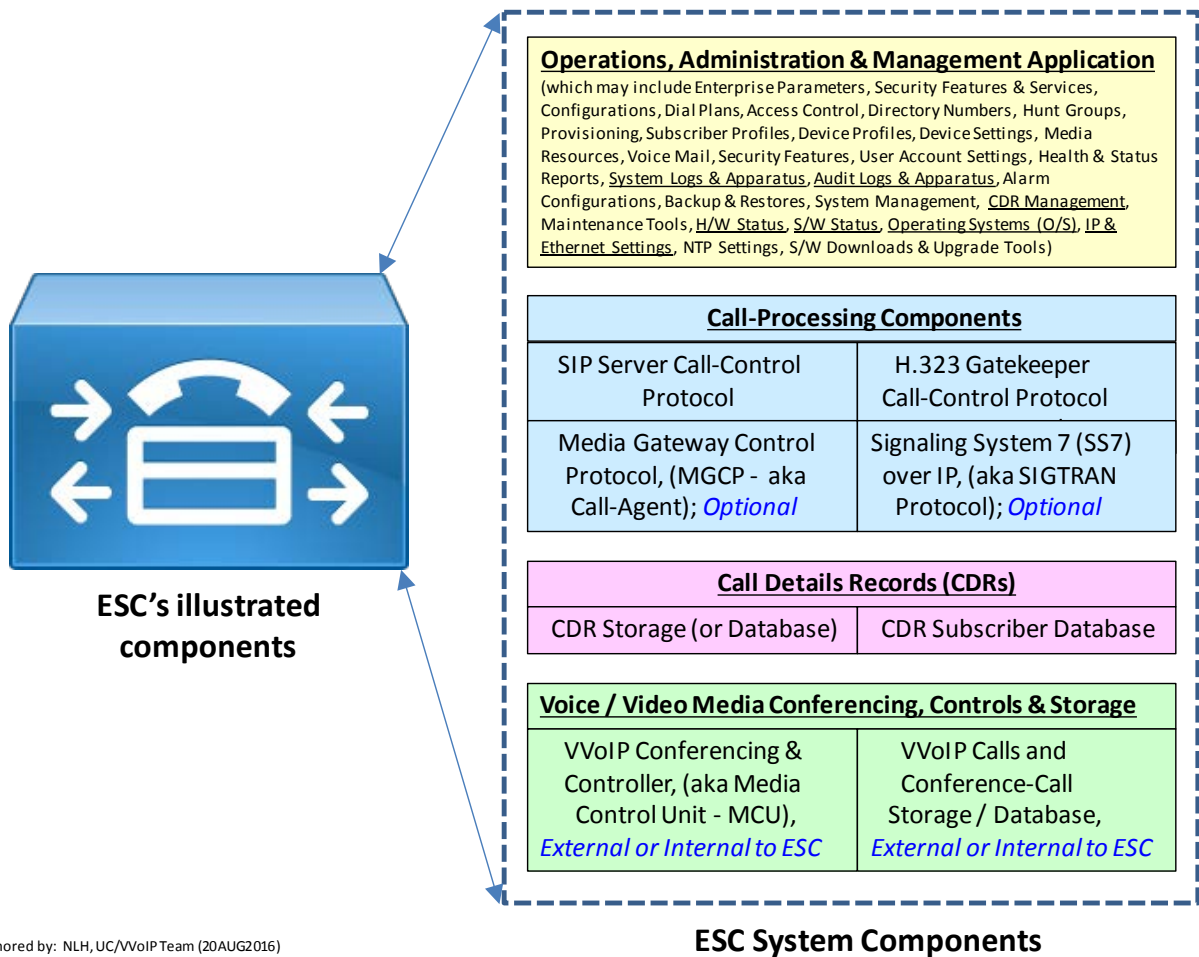 Operations, Administration & Management Application
(which may include Enterprise Parameters, Security Features & Services,
Configurations, Dial Plans, Access Control, Directory Numbers, Hunt Groups,
Provisioning, Subscriber Profiles, Device Profiles, Device Settings, Media
Resources, Voice Mail, Security Features, User Account Settings, Health & Status
Reports, System Logs & Apparatus, Audit Logs & Apparatus, Alarm
Configurations, Backup & Restores, System Management, CDR Management,
Maintenance Tools, H/W Status, S/W Status, Operating Systems (O/S), IP &
Ethernet Settings, NTP Settings, S/W Downloads & Upgrade Tools)
Call-Processing Components
SIP Server Call-Control
Protocol
H.323 Gatekeeper
Call-Control Protocol
Media Gateway Control
Protocol, (MGCP - aka
Call-Agent); Optional
Signaling System 7 (SS7)
over IP, (aka SIGTRAN
Protocol); Optional
Call Details Records (CDRs)
CDR Storage (or Database)
CDR Subscriber Database
Voice / Video Media Conferencing, Controls & Storage
VVoIP Conferencing &
Controller, (aka Media
Control Unit - MCU),
External or Internal to ESC
VVoIP Calls and
Conference-Call
Storage / Database,
External or Internal to ESC
ESC's illustrated
components
ESC System Components
hored by: NLH, UC/VVoIP Team (20AUG2016)